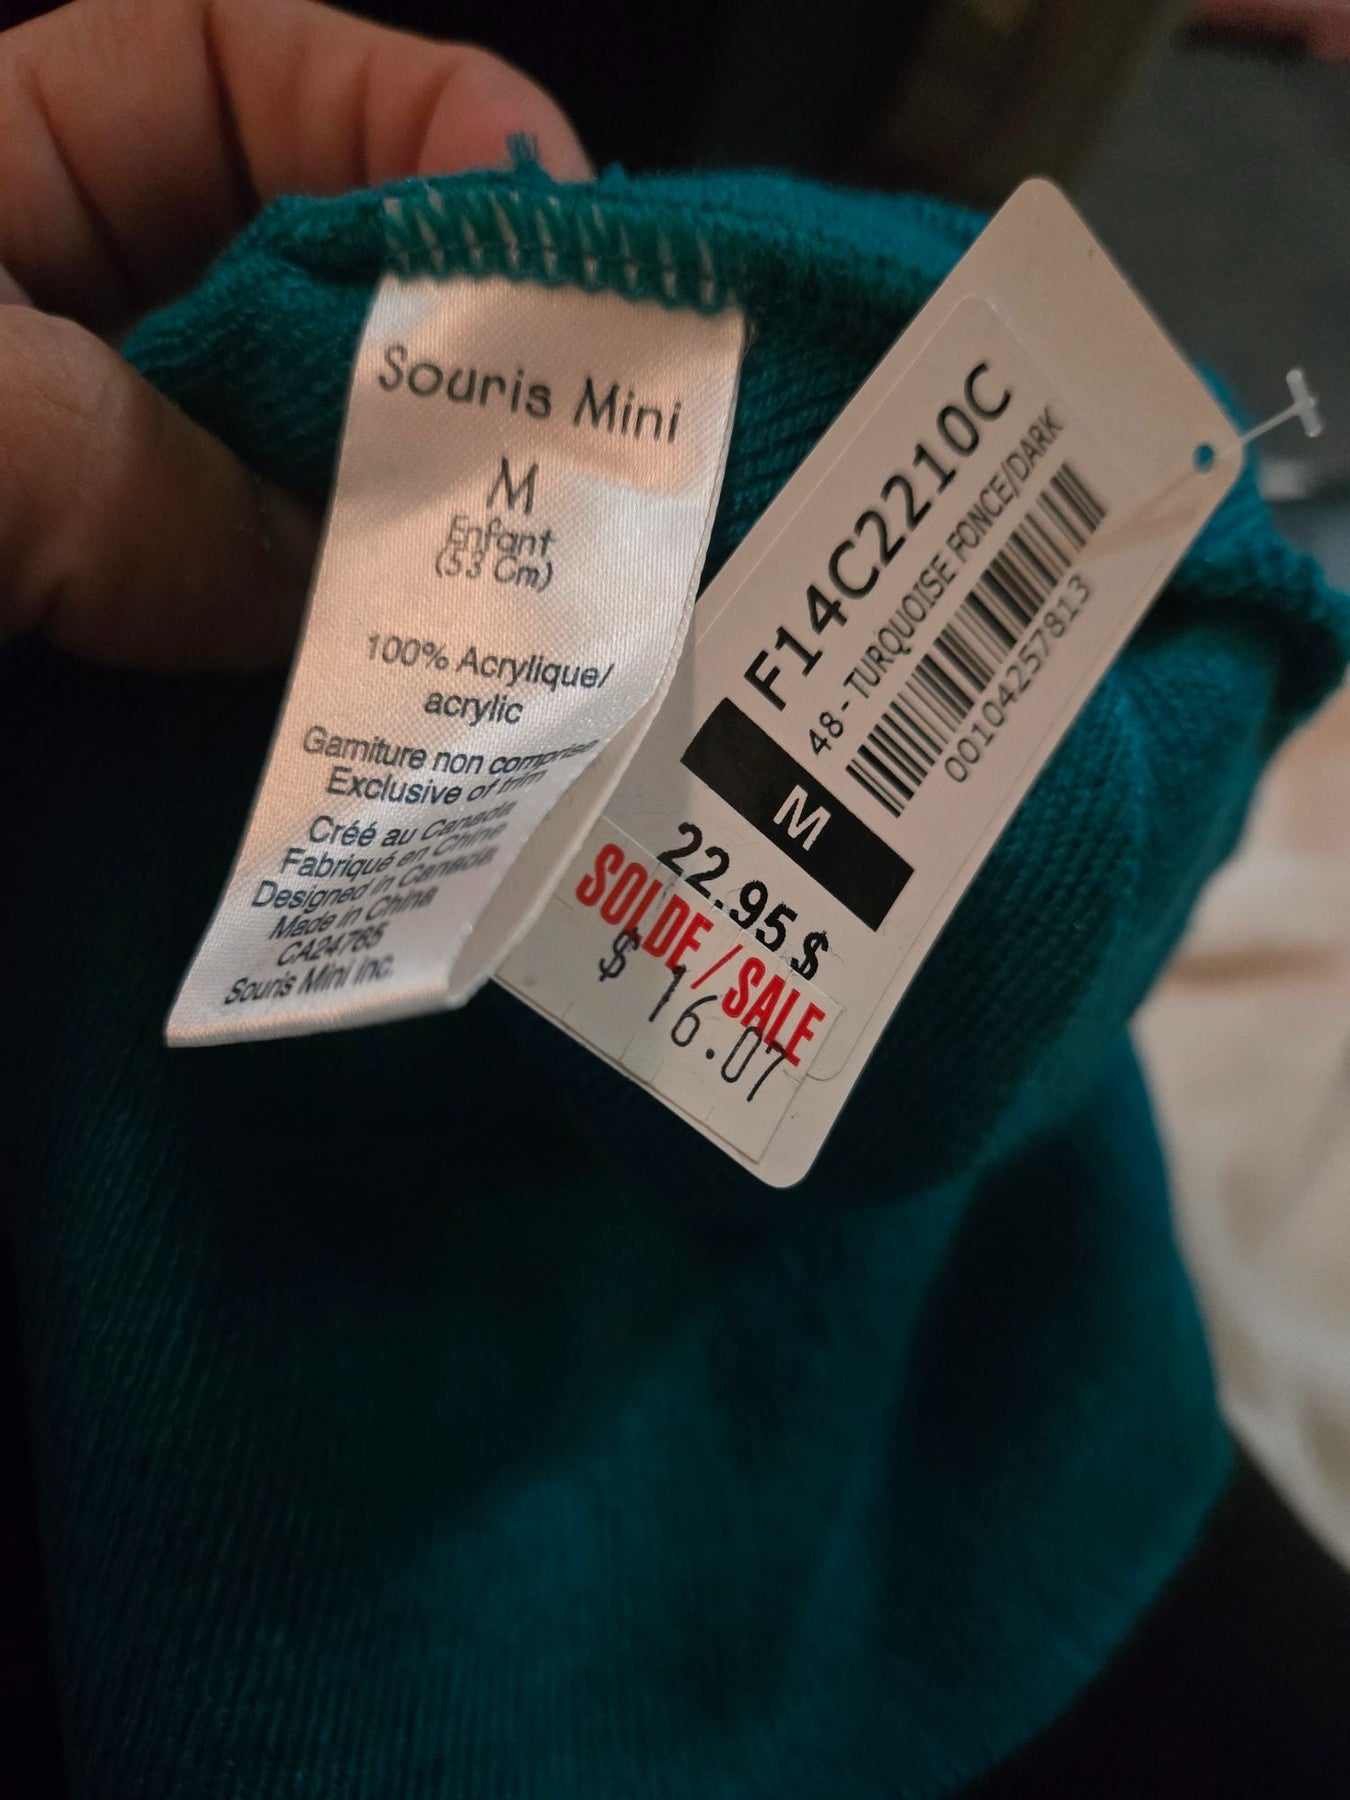 Souris Mini
M
Enfant
(53 Cm)
100% Acrylique/
acrylic
Garniture non comprise
Exclusive of trim
Créé au Canada
Fabriqué en Chine
Designed in Canada
Made in China
CA24765
Souris Mini Inc.
F14C2210C
48-TURQUOISE FONCE/DARK
00104257813
M
22.95$
SOLDE/SALE
$ 16.07